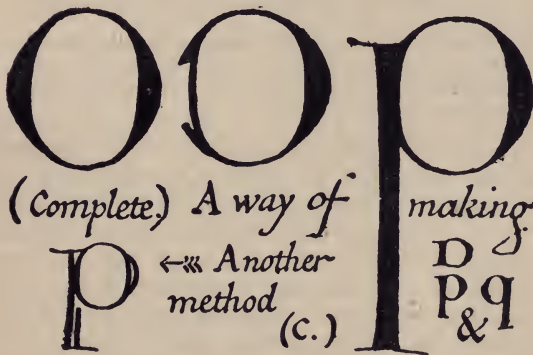 O O p
(Complete.) A way of making
D
p ←⋘ Another
p q
method
&
(C.)